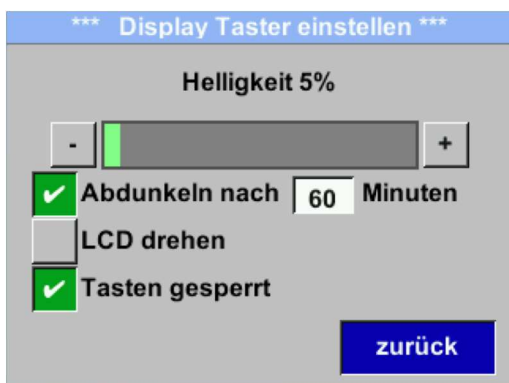 *** Display Taster einstellen ***
Helligkeit 5%
- +
Abdunkeln nach 60 Minuten
LCD drehen
Tasten gesperrt
zurück